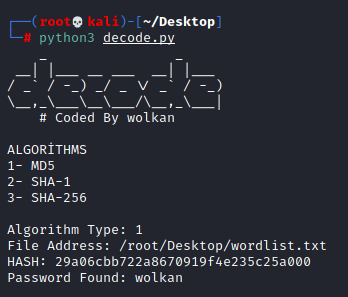 (root💀kali)-[~/Desktop]
# python3 decode.py
decode
# Coded By wolkan
ALGORİTHMS
1- MD5
2- SHA-1
3- SHA-256
Algorithm Type: 1
File Address: /root/Desktop/wordlist.txt
HASH: 29a06cbb722a8670919f4e235c25a000
Password Found: wolkan